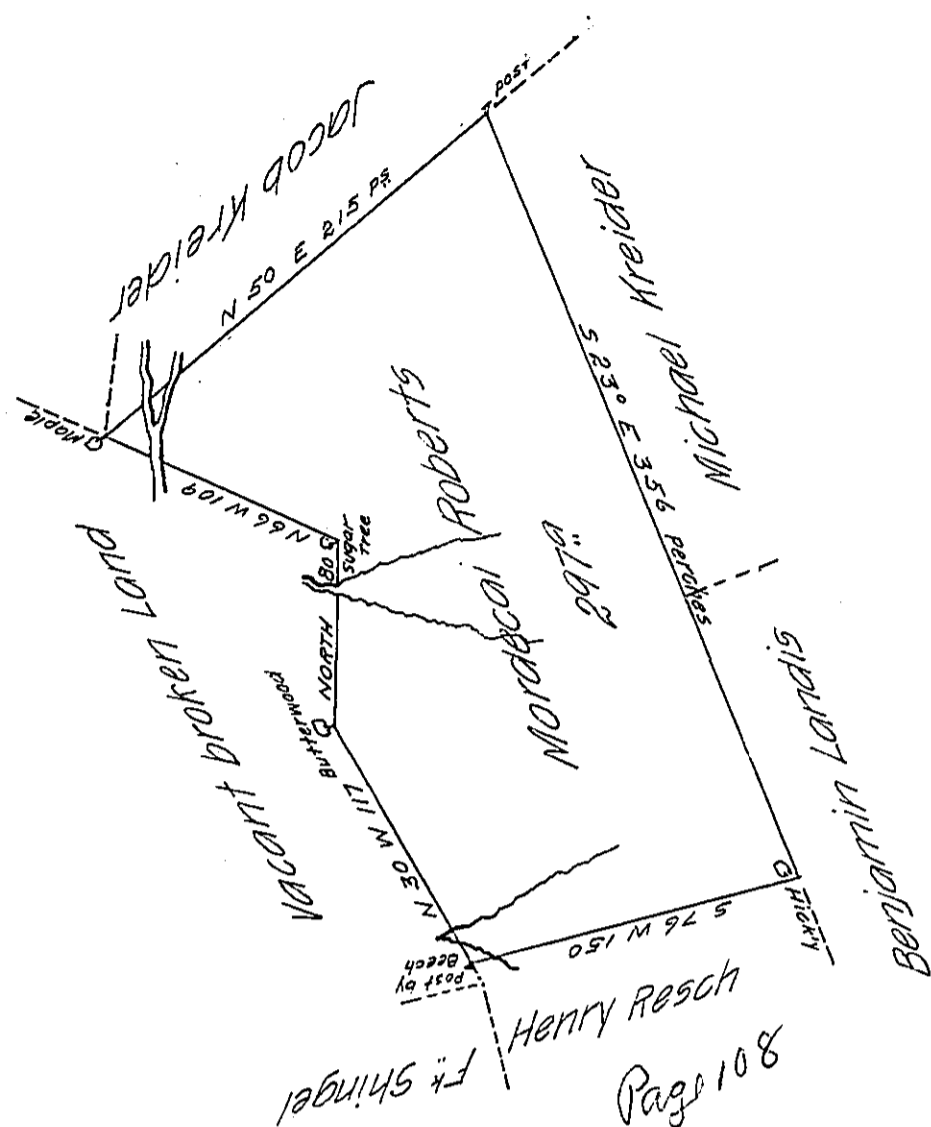 Jacob Kreider
post
N 50 E 215 Ps
Maple
N 66 W 109
Sugar
Tree
80
NORTH
Butterwood
Vacant broken Land
N 30 W 117
Post by
Beech
S 76 W 150
Hicky
S 23° E 356 perches
Michael Kreider
Benjamin Landis
Mordecai Roberts
297a
Henry Resch
Fk: Shingel
Page 108